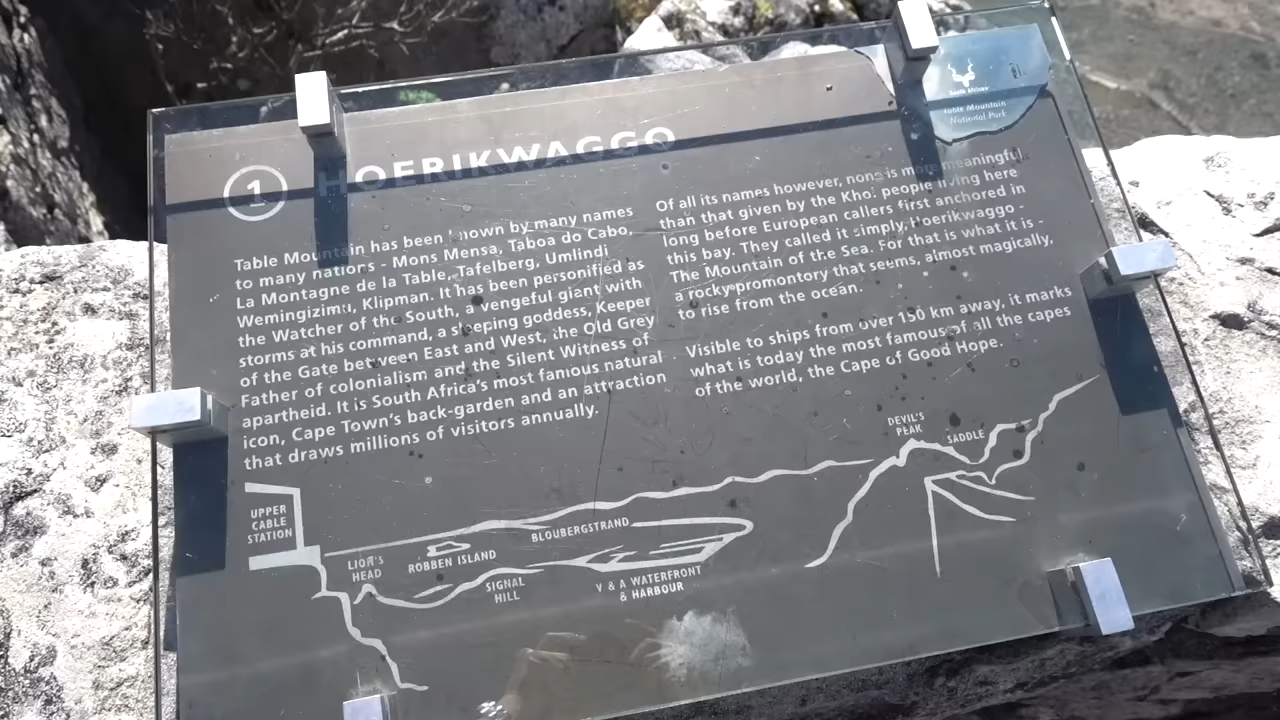 South African
Table Mountain
National Park
1
HOERIKWAGGO
Table Mountain has been known by many names
to many nations - Mons Mensa, Taboa do Cabo,
La Montagne de la Table, Tafelberg, Umlindi
Wemingizimu, Klipman. It has been personified as
the Watcher of the South, a vengeful giant with
storms at his command, a sleeping goddess, Keeper
of the Gate between East and West, the Old Grey
Father of colonialism and the Silent Witness of
apartheid. It is South Africa's most famous natural
icon, Cape Town's back-garden and an attraction
that draws millions of visitors annually.
Of all its names however, none is more meaningful
than that given by the Khoi people living here
long before European callers first anchored in
this bay. They called it simply, Hoerikwaggo -
The Mountain of the Sea. For that is what it is -
a rocky promontory that seems, almost magically,
to rise from the ocean.
Visible to ships from over 150 km away, it marks
what is today the most famous of all the capes
of the world, the Cape of Good Hope.
DEVIL'S
PEAK
SADDLE
UPPER
CABLE
STATION
LION'S
HEAD
ROBBEN ISLAND
BLOUBERGSTRAND
SIGNAL
HILL
V & A WATERFRONT
& HARBOUR